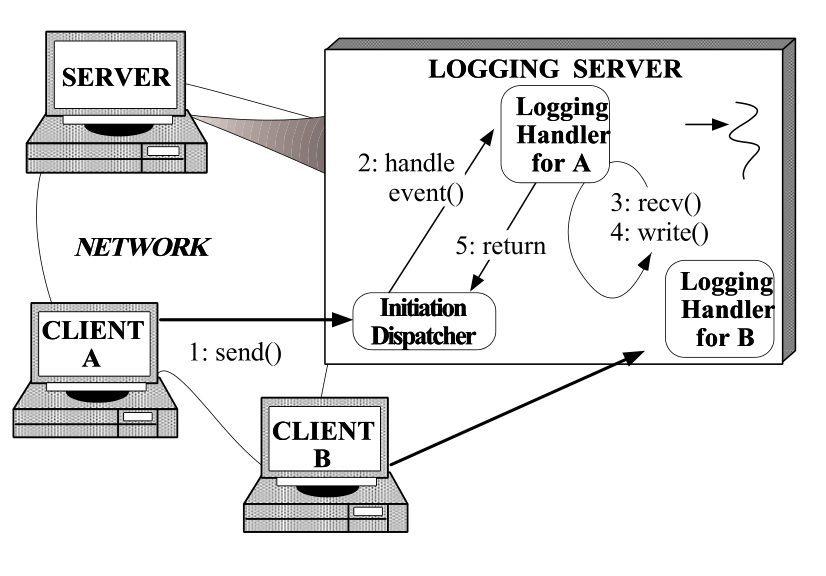 SERVER
LOGGING SERVER
Logging
Handler
for A
2: handle
event()
3: recv()
4: write()
5: return
NETWORK
Logging
Handler
for B
Initiation
Dispatcher
CLIENT
A
1: send()
CLIENT
B